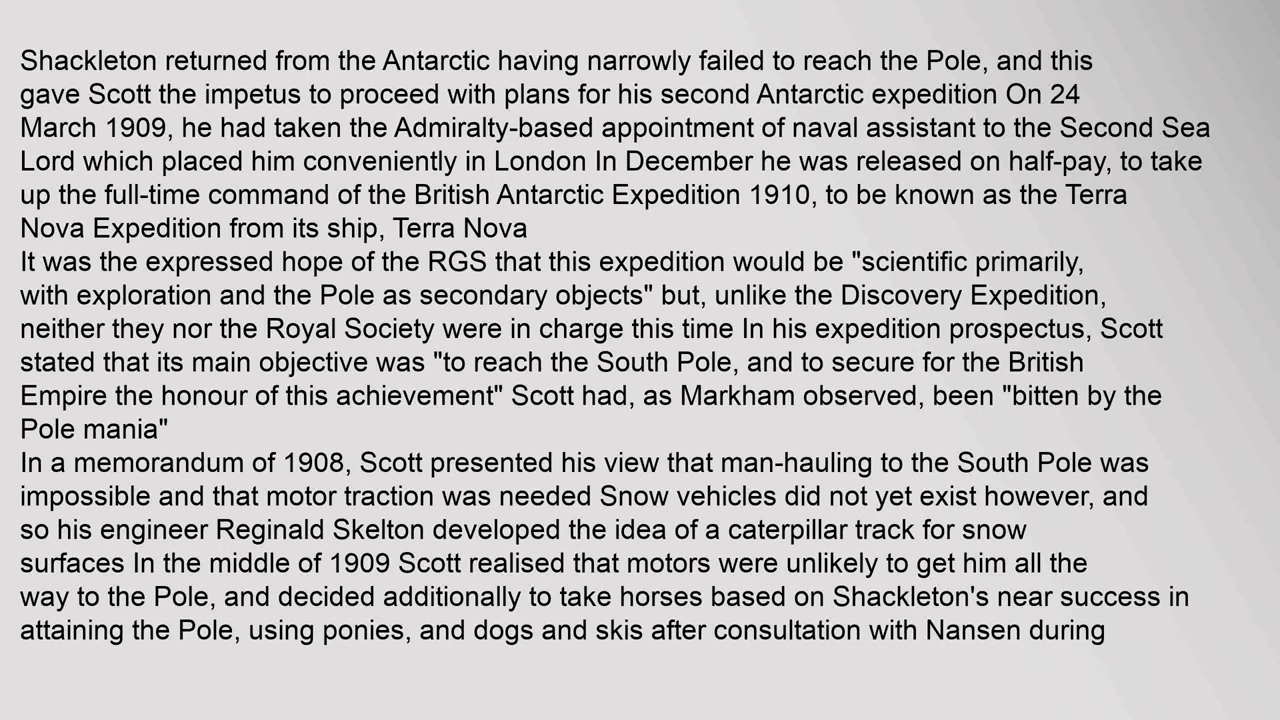 Shackleton returned from the Antarctic having narrowly failed to reach the Pole, and this
gave Scott the impetus to proceed with plans for his second Antarctic expedition On 24
March 1909, he had taken the Admiralty-based appointment of naval assistant to the Second Sea
Lord which placed him conveniently in London In December he was released on half-pay, to take
up the full-time command of the British Antarctic Expedition 1910, to be known as the Terra
Nova Expedition from its ship, Terra Nova
It was the expressed hope of the RGS that this expedition would be "scientific primarily,
with exploration and the Pole as secondary objects" but, unlike the Discovery Expedition,
neither they nor the Royal Society were in charge this time In his expedition prospectus, Scott
stated that its main objective was "to reach the South Pole, and to secure for the British
Empire the honour of this achievement" Scott had, as Markham observed, been "bitten by the
Pole mania"
In a memorandum of 1908, Scott presented his view that man-hauling to the South Pole was
impossible and that motor traction was needed Snow vehicles did not yet exist however, and
so his engineer Reginald Skelton developed the idea of a caterpillar track for snow
surfaces In the middle of 1909 Scott realised that motors were unlikely to get him all the
way to the Pole, and decided additionally to take horses based on Shackleton's near success in
attaining the Pole, using ponies, and dogs and skis after consultation with Nansen during